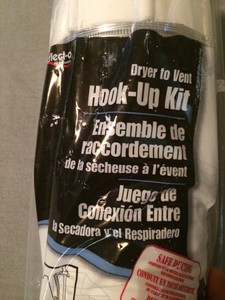 flect-o
Dryer to Vent
Hook-Up Kit
Ensemble de
raccordement
de la sécheuse à l'évent
Juego de
Conexión Entre
la Secadora y el Respiradero